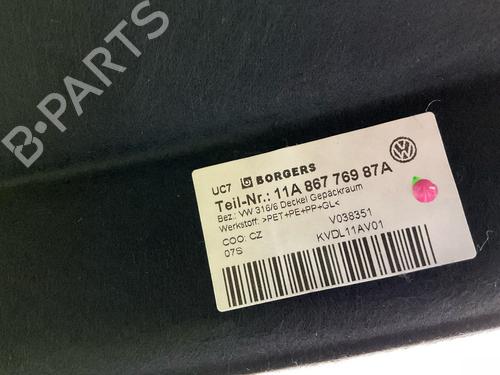 B-PARTS
UC7 BORGERS
Teil-Nr.: 11A 867 769 87A
Bez.: VW 316/6 Deckel Gepäckraum
Werkstoff: >PET+PE+PP+GL<
COO: CZ V038351
07S KVDL11AV01